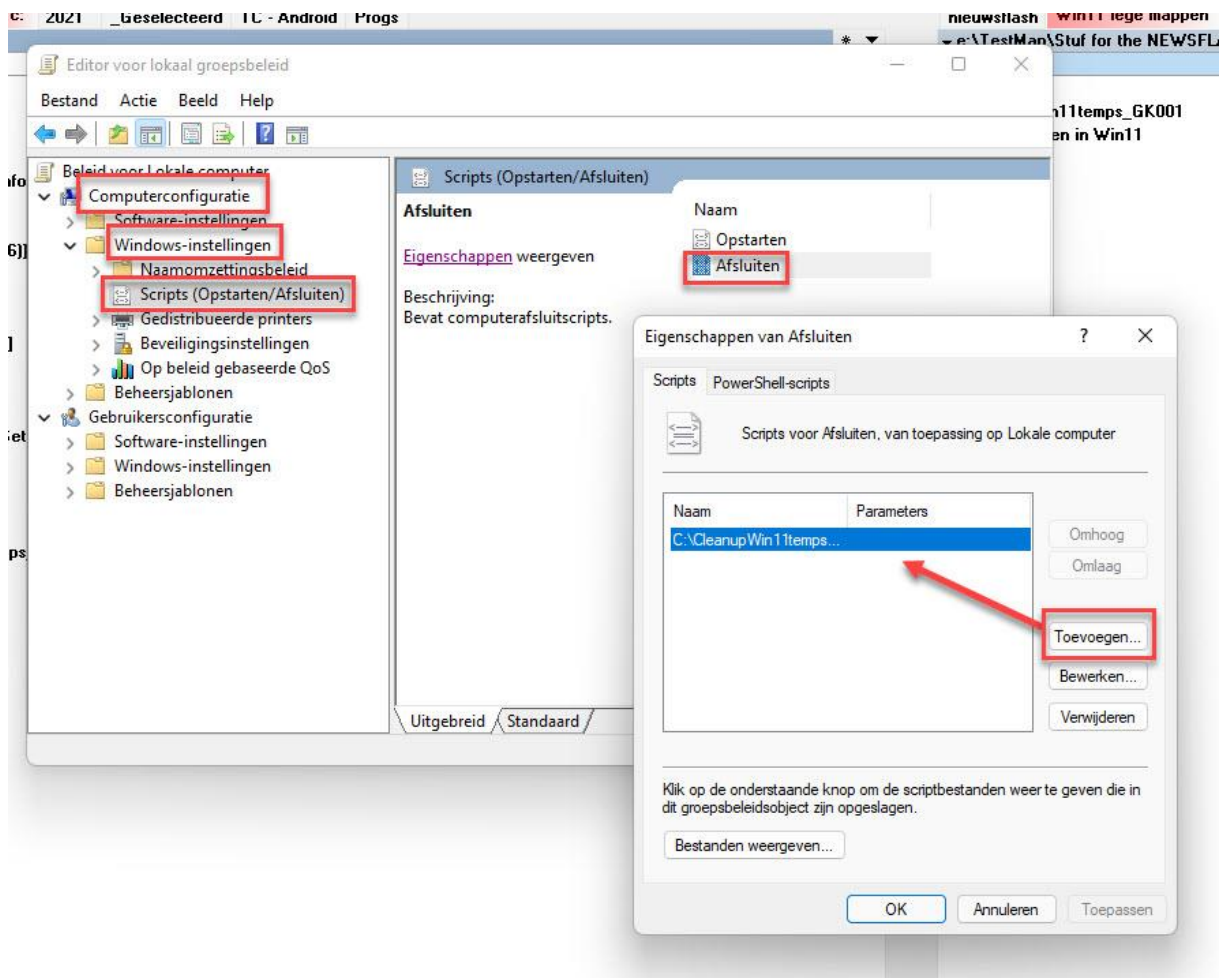 c: 2021 _Geselecteerd TC - Android Progs
nieuwsflash Win11 lege mappen
* ▼
e:\TestMap\Stuf for the NEWSFLA
Editor voor lokaal groepsbeleid
Bestand Actie Beeld Help
n11temps_GK001
en in Win11
nfo
6)]
]
Set
ps
Beleid voor Lokale computer
Computerconfiguratie
Software-instellingen
Windows-instellingen
Naamomzettingsbeleid
Scripts (Opstarten/Afsluiten)
Gedistribueerde printers
Beveiligingsinstellingen
Op beleid gebaseerde QoS
Beheersjablonen
Gebruikersconfiguratie
Software-instellingen
Windows-instellingen
Beheersjablonen
Scripts (Opstarten/Afsluiten)
Afsluiten
Eigenschappen weergeven
Beschrijving:
Bevat computerafsluitscripts.
Naam
Opstarten
Afsluiten
Uitgebreid Standaard
Eigenschappen van Afsluiten ? X
Scripts PowerShell-scripts
Scripts voor Afsluiten, van toepassing op Lokale computer
Naam Parameters
C:\CleanupWin11temps...
Omhoog
Omlaag
Toevoegen...
Bewerken...
Verwijderen
Klik op de onderstaande knop om de scriptbestanden weer te geven die in
dit groepsbeleidsobject zijn opgeslagen.
Bestanden weergeven...
OK Annuleren Toepassen